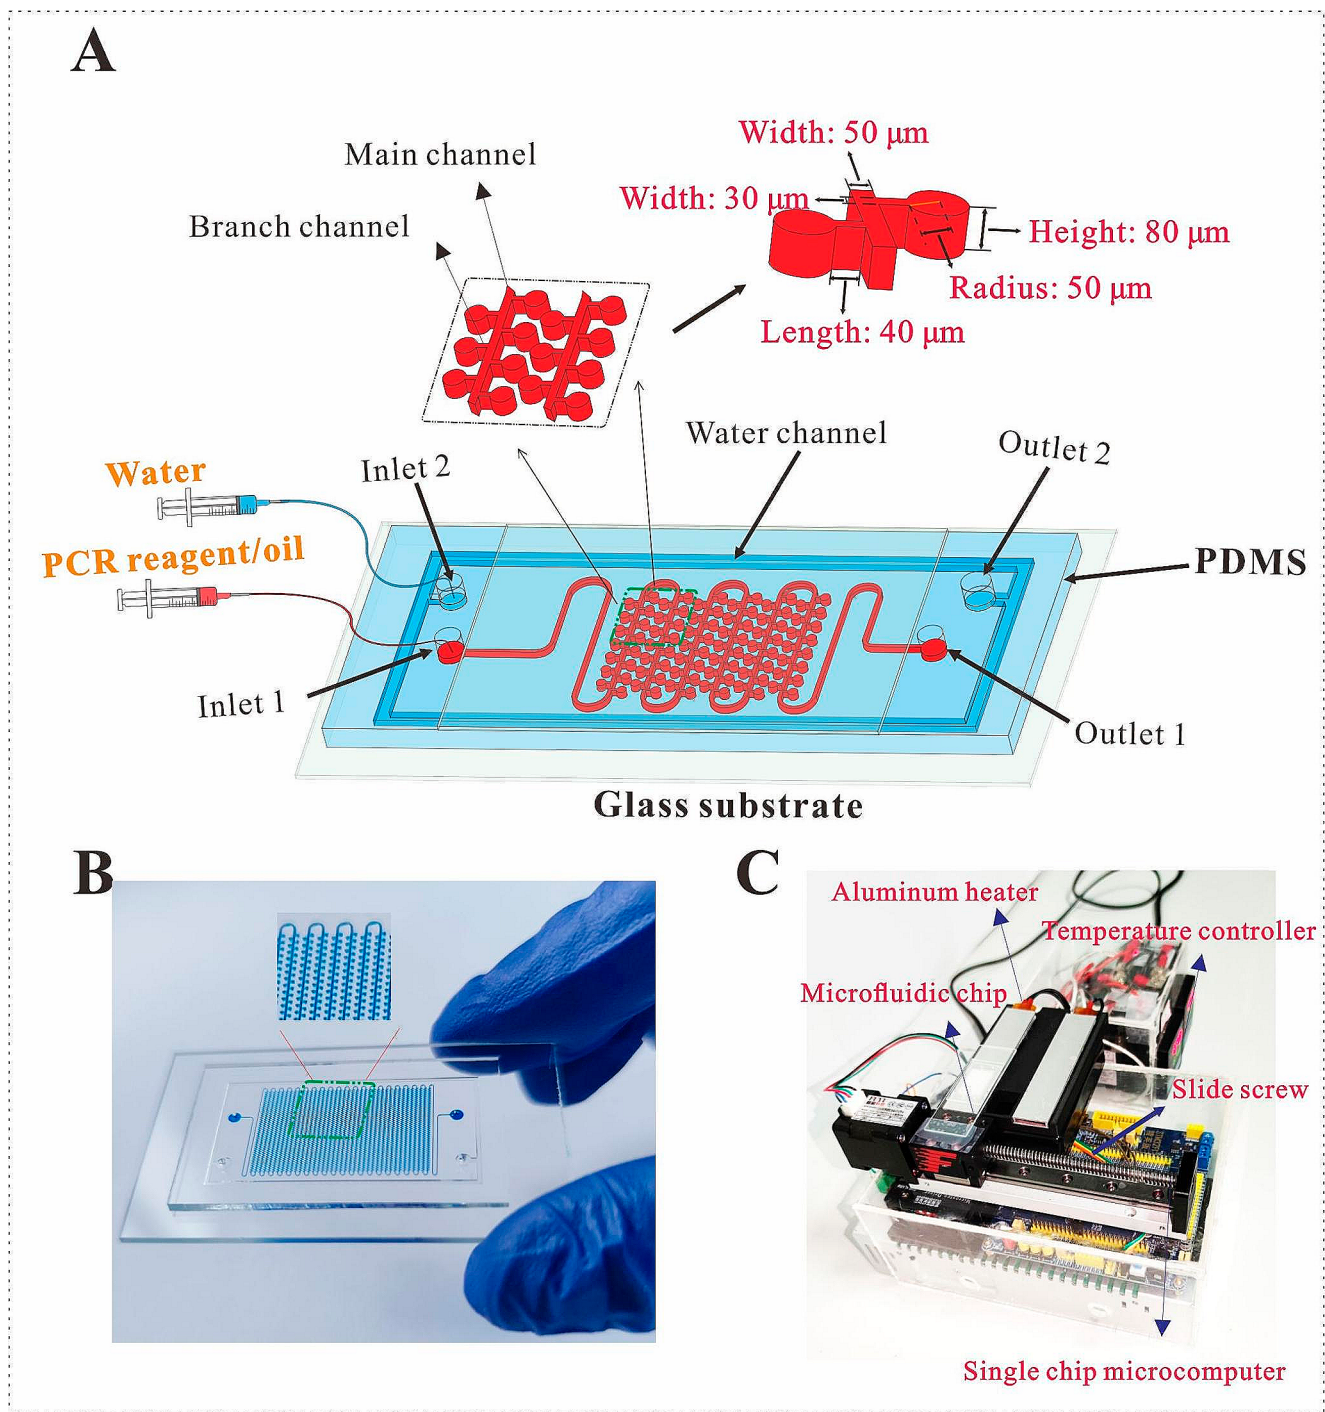 A
Width: 50 μm
Main channel
Width: 30 μm
Branch channel
Height: 80 μm
Radius: 50 μm
Length: 40 μm
Water channel
Outlet 2
Inlet 2
Water
PCR reagent/oil
PDMS
Inlet 1
Outlet 1
Glass substrate
B
C
Aluminum heater
Temperature controller
Microfluidic chip
Slide screw
Single chip microcomputer